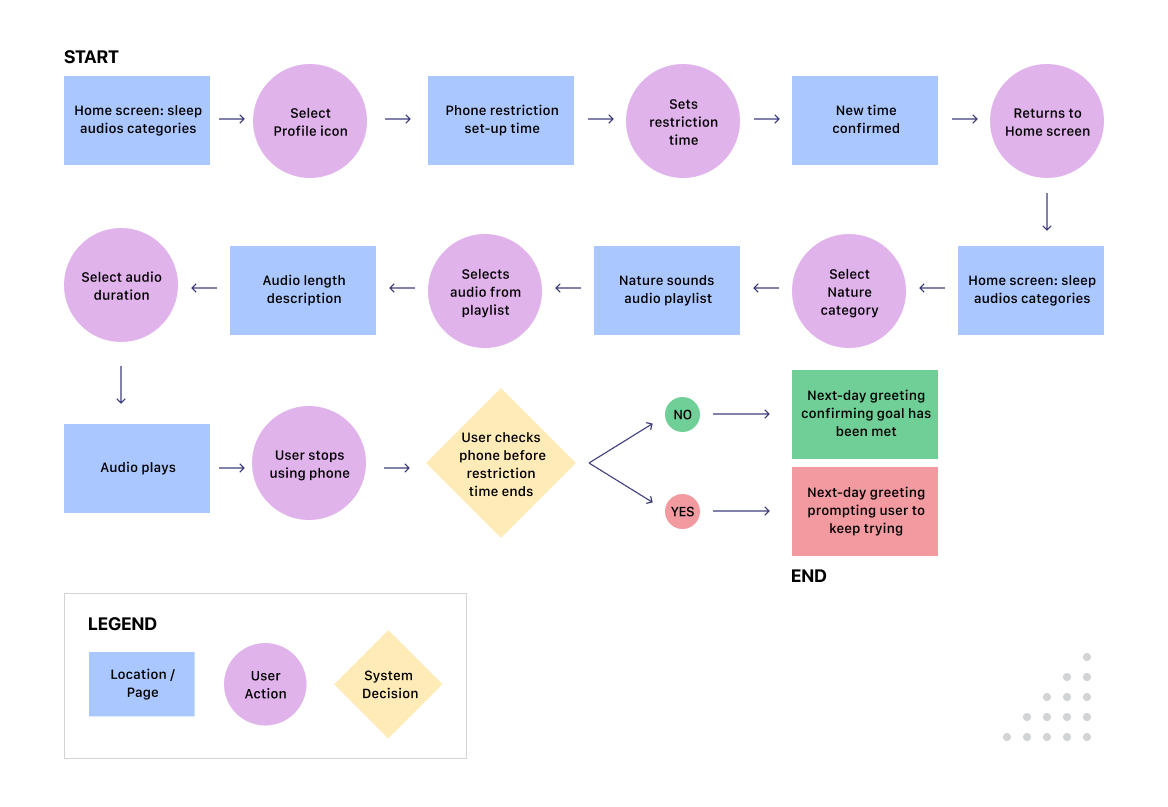 START
Home screen: sleep
audios categories
Select
Profile icon
Phone restriction
set-up time
Sets
restriction
time
New time
confirmed
Returns to
Home screen
Home screen: sleep
audios categories
Select
Nature
category
Nature sounds
audio playlist
Selects
audio from
playlist
Audio length
description
Select audio
duration
Audio plays
User stops
using phone
User checks
phone before
restriction
time ends
NO
Next-day greeting
confirming goal has
been met
YES
Next-day greeting
prompting user to
keep trying
END
LEGEND
Location /
Page
User
Action
System
Decision